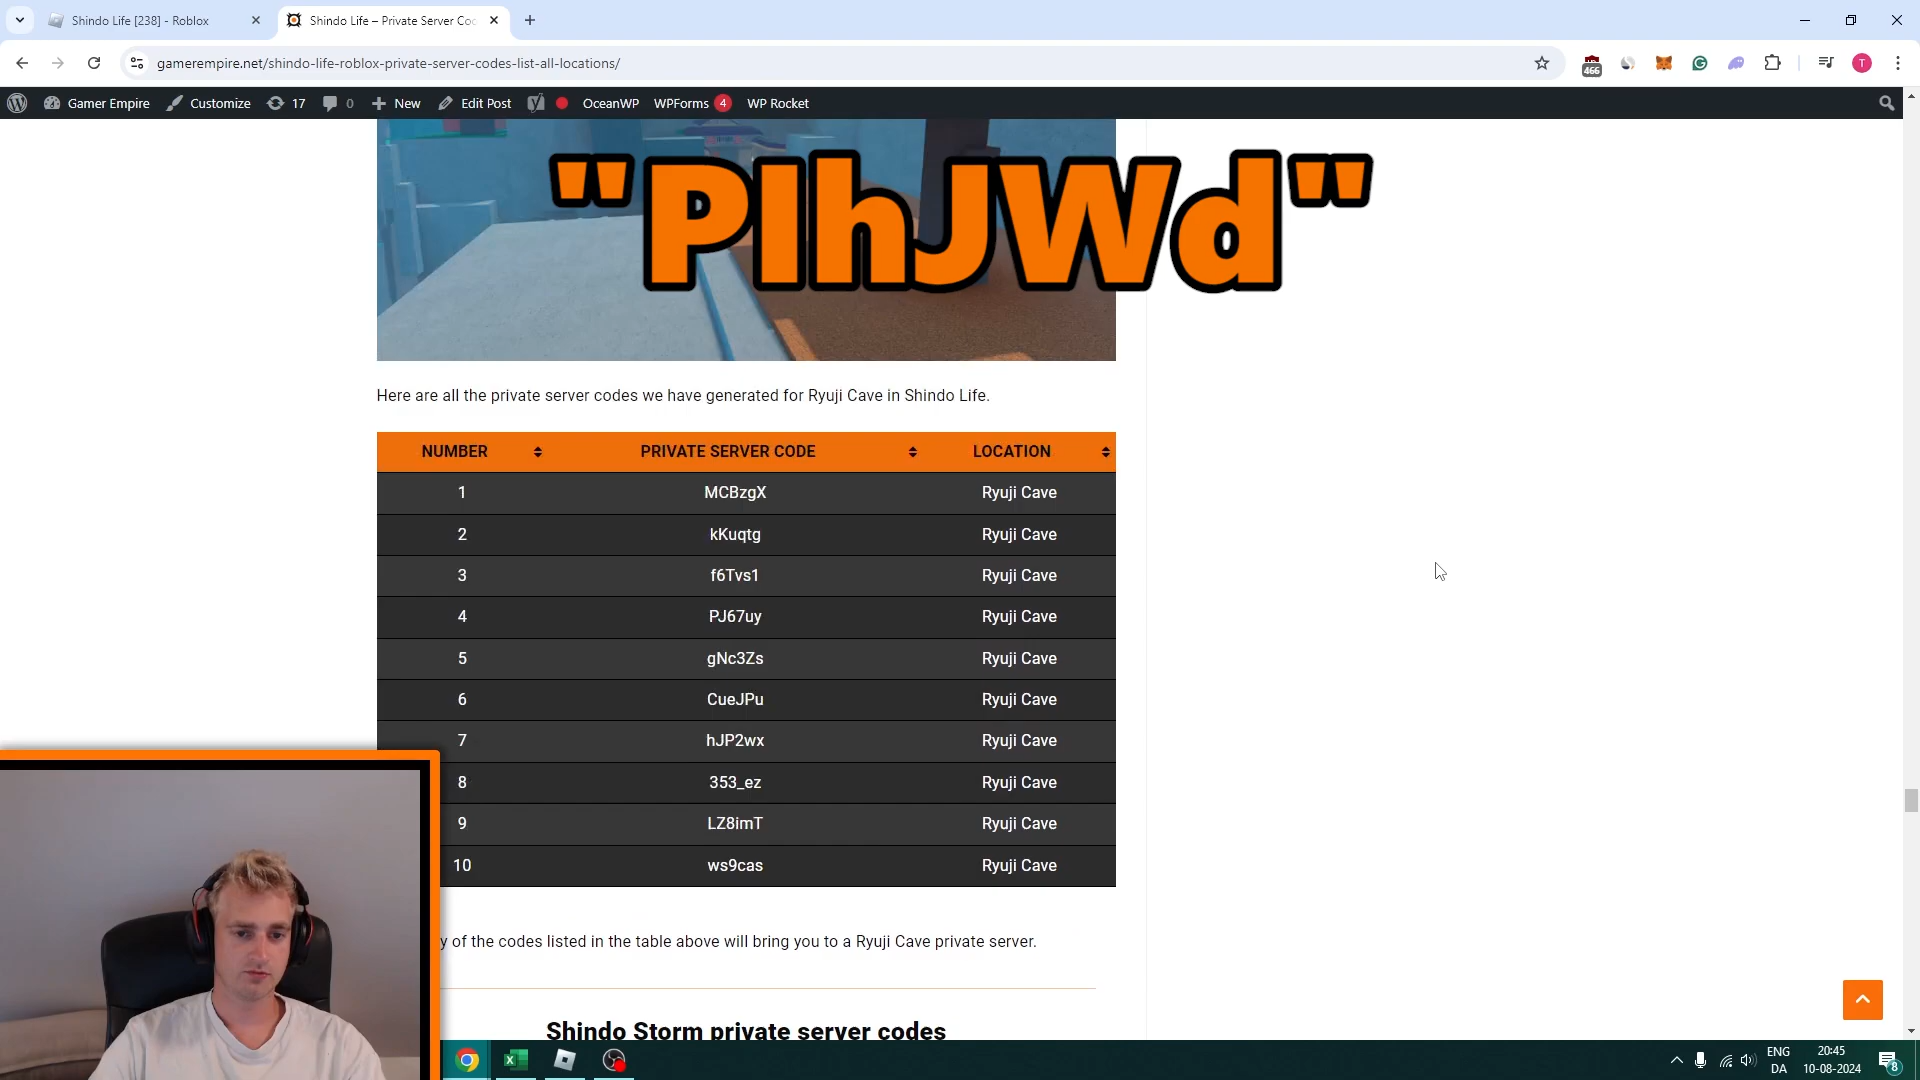 Shindo Life [238] - Roblox
Shindo Life – Private Server Co
gamerempire.net/shindo-life-roblox-private-server-codes-list-all-locations/
466
T
Gamer Empire
Customize
17
0
New
Edit Post
OceanWP
WPForms 4
WP Rocket
"PIhJWd"
Here are all the private server codes we have generated for Ryuji Cave in Shindo Life.
NUMBER PRIVATE SERVER CODE LOCATION
1 MCBzgX Ryuji Cave
2 kKuqtg Ryuji Cave
3 f6Tvs1 Ryuji Cave
4 PJ67uy Ryuji Cave
5 gNc3Zs Ryuji Cave
6 CueJPu Ryuji Cave
7 hJP2wx Ryuji Cave
8 353_ez Ryuji Cave
9 LZ8imT Ryuji Cave
10 ws9cas Ryuji Cave
y of the codes listed in the table above will bring you to a Ryuji Cave private server.
Shindo Storm private server codes
ENG
DA
20:45
10-08-2024
8